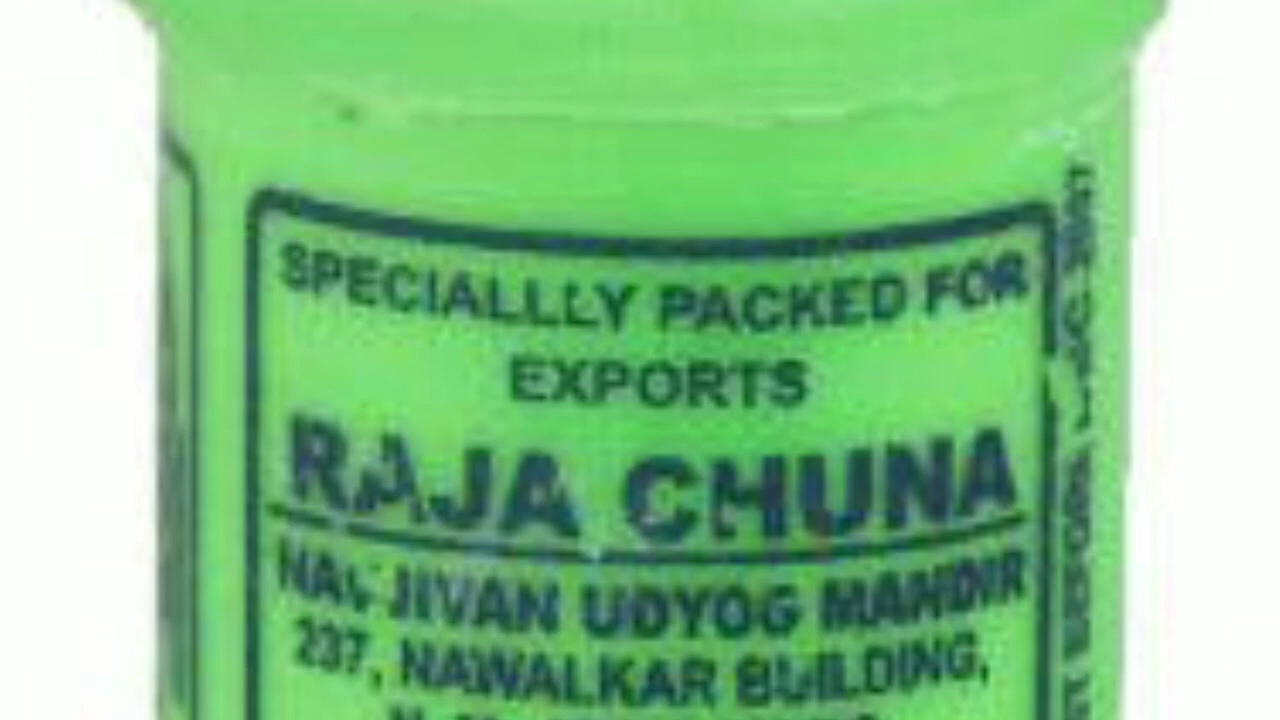 SPECIALLLY PACKED FOR
EXPORTS
RAJA CHUNA
NAV JIVAN UDYOG MANDIR
237, NAWALKAR BUILDING,